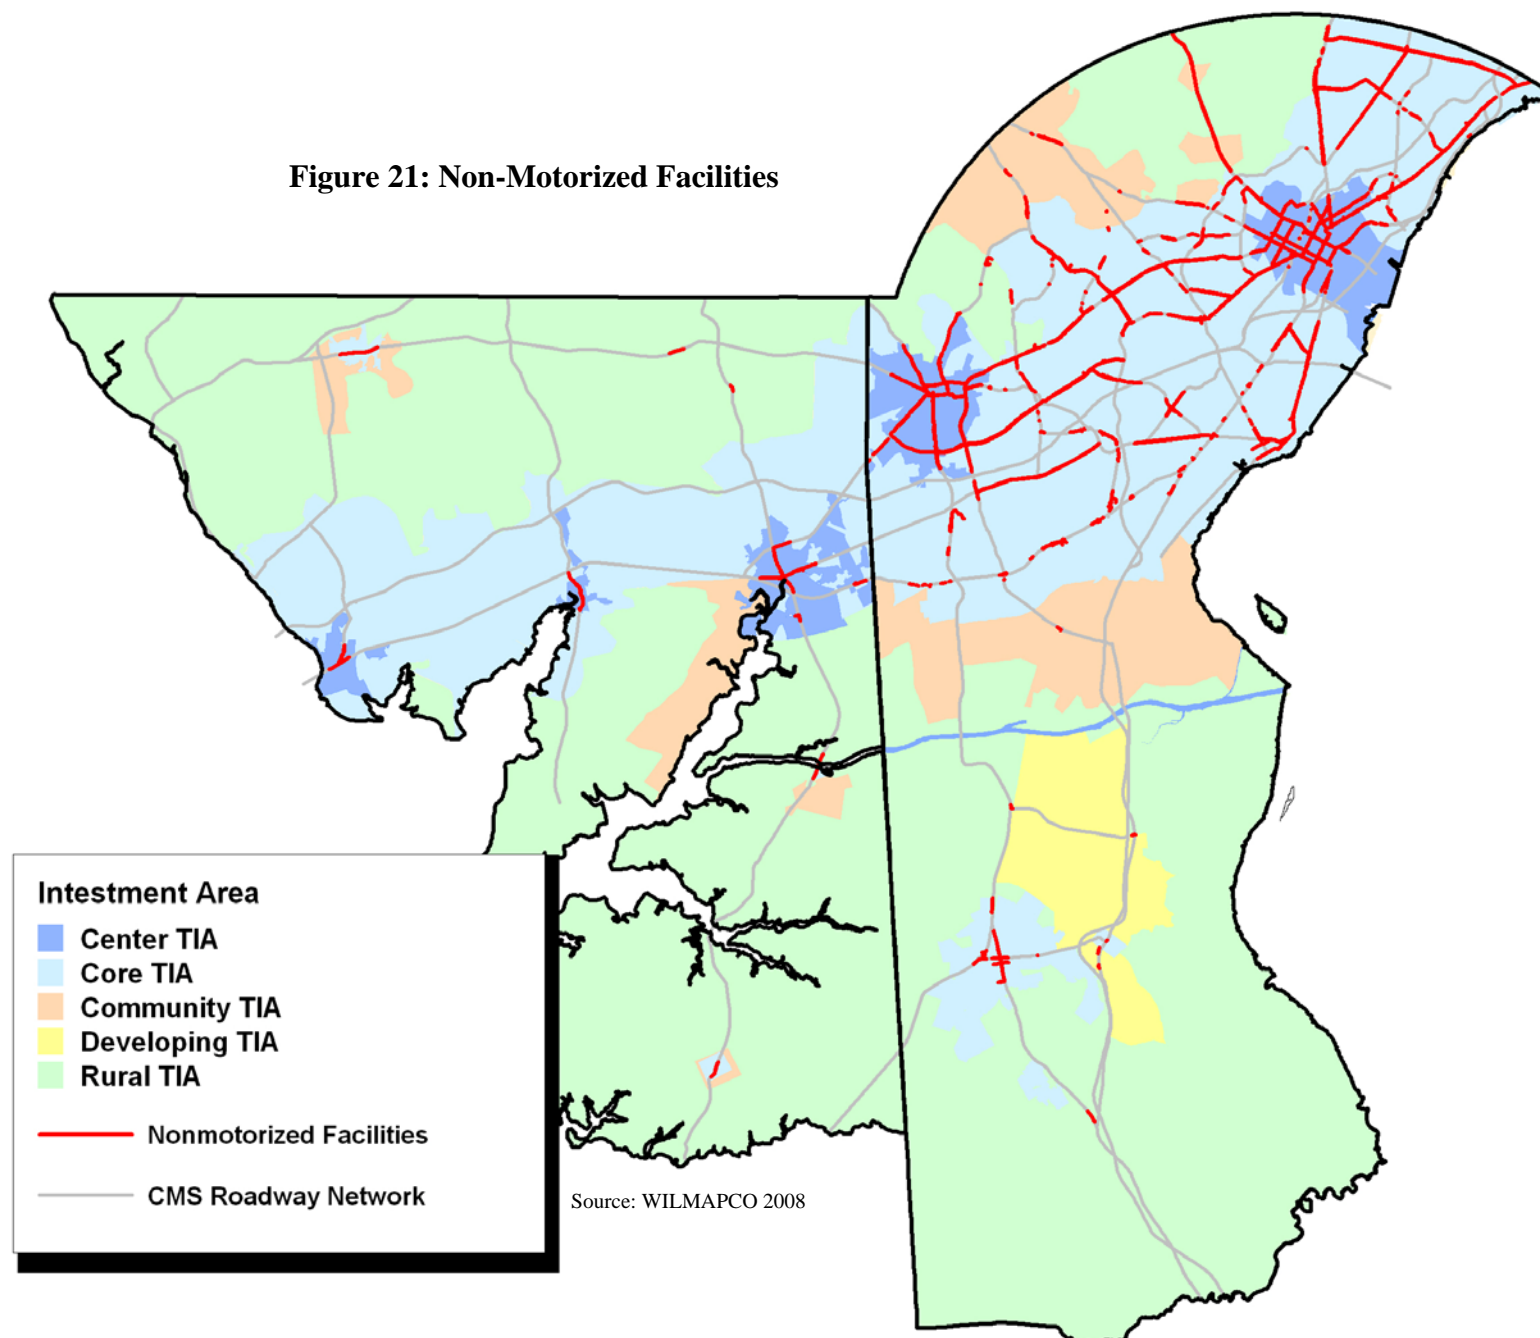 Figure 21: Non-Motorized Facilities
Intestment Area
Center TIA
Core TIA
Community TIA
Developing TIA
Rural TIA
Nonmotorized Facilities
CMS Roadway Network
Source: WILMAPCO 2008